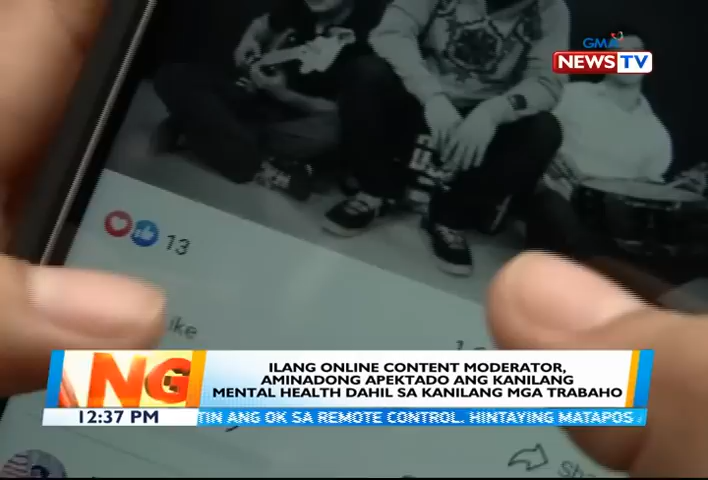 GMA
NEWS TV
13
ike
NG
ILANG ONLINE CONTENT MODERATOR,
AMINADONG APEKTADO ANG KANILANG
MENTAL HEALTH DAHIL SA KANILANG MGA TRABAHO
12:37 PM
TIN ANG OK SA REMOTE CONTROL. HINTAYING MATAPOS